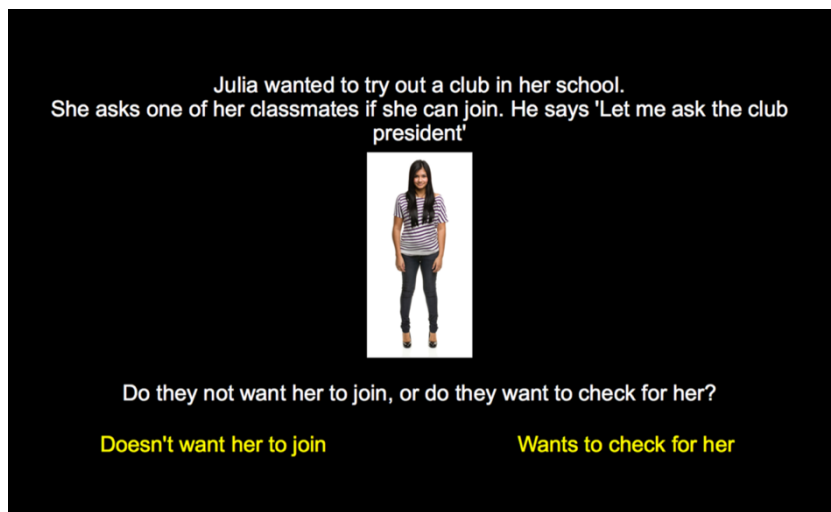 Julia wanted to try out a club in her school.
She asks one of her classmates if she can join. He says 'Let me ask the club
president'
Do they not want her to join, or do they want to check for her?
Doesn't want her to join
Wants to check for her